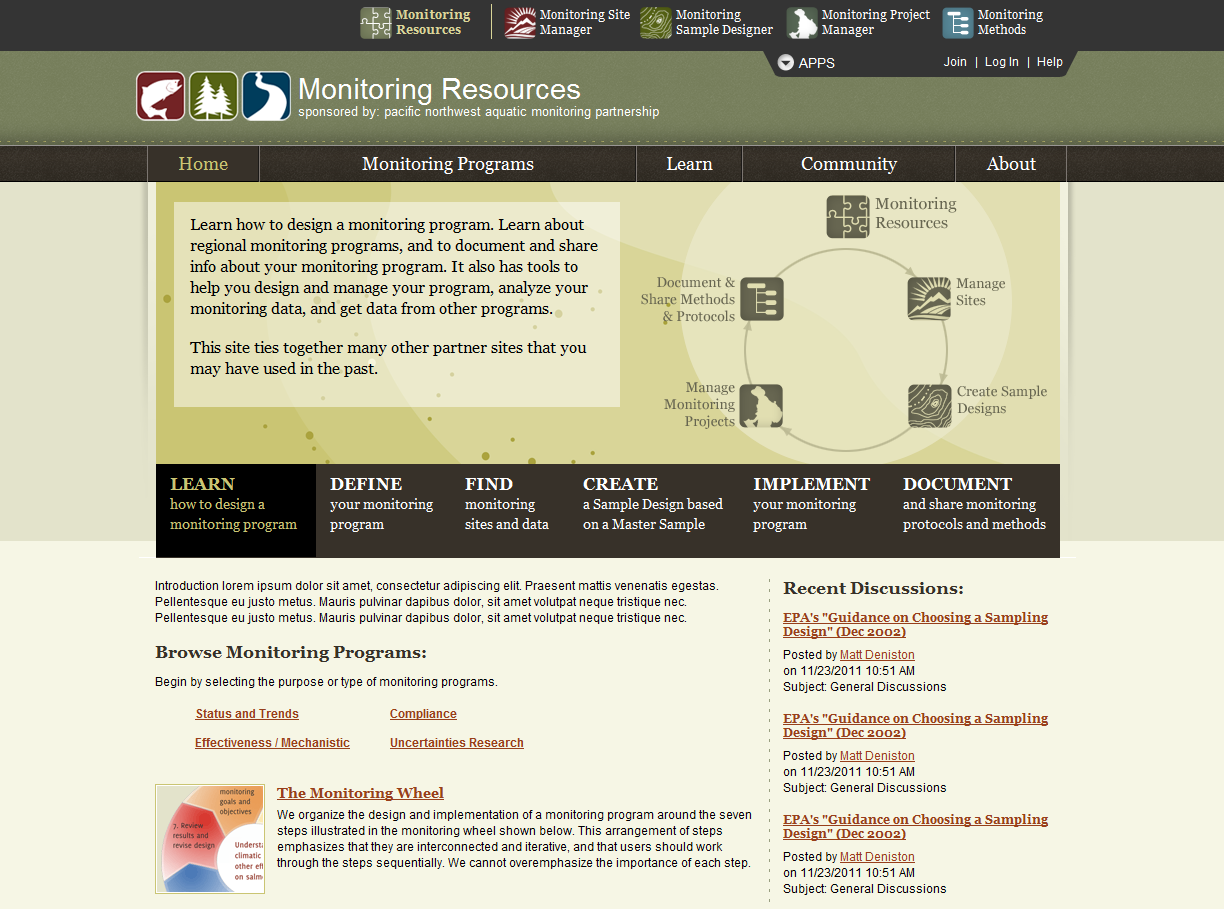 Monitoring
Resources
Monitoring Site
Manager
Monitoring
Sample Designer
Monitoring Project
Manager
Monitoring
Methods
APPS
Join | Log In | Help
Monitoring Resources
sponsored by: pacific northwest aquatic monitoring partnership
Home
Monitoring Programs
Learn
Community
About
Learn how to design a monitoring program. Learn about
regional monitoring programs, and to document and share
info about your monitoring program. It also has tools to
help you design and manage your program, analyze your
monitoring data, and get data from other programs.
This site ties together many other partner sites that you
may have used in the past.
Monitoring
Resources
Document &
Share Methods
& Protocols
Manage
Sites
Manage
Monitoring
Projects
Create Sample
Designs
LEARN
how to design a
monitoring program
DEFINE
your monitoring
program
FIND
monitoring
sites and data
CREATE
a Sample Design based
on a Master Sample
IMPLEMENT
your monitoring
program
DOCUMENT
and share monitoring
protocols and methods
Introduction lorem ipsum dolor sit amet, consectetur adipiscing elit. Praesent mattis venenatis egestas.
Pellentesque eu justo metus. Mauris pulvinar dapibus dolor, sit amet volutpat neque tristique nec.
Pellentesque eu justo metus. Mauris pulvinar dapibus dolor, sit amet volutpat neque tristique nec.
Browse Monitoring Programs:
Begin by selecting the purpose or type of monitoring programs.
Status and Trends
Compliance
Effectiveness / Mechanistic
Uncertainties Research
monitoring
goals and
objectives
7. Review
results and
revise design
Understa
climatic
other eff
on salm
The Monitoring Wheel
We organize the design and implementation of a monitoring program around the seven
steps illustrated in the monitoring wheel shown below. This arrangement of steps
emphasizes that they are interconnected and iterative, and that users should work
through the steps sequentially. We cannot overemphasize the importance of each step.
Recent Discussions:
EPA's "Guidance on Choosing a Sampling
Design" (Dec 2002)
Posted by Matt Deniston
on 11/23/2011 10:51 AM
Subject: General Discussions
EPA's "Guidance on Choosing a Sampling
Design" (Dec 2002)
Posted by Matt Deniston
on 11/23/2011 10:51 AM
Subject: General Discussions
EPA's "Guidance on Choosing a Sampling
Design" (Dec 2002)
Posted by Matt Deniston
on 11/23/2011 10:51 AM
Subject: General Discussions